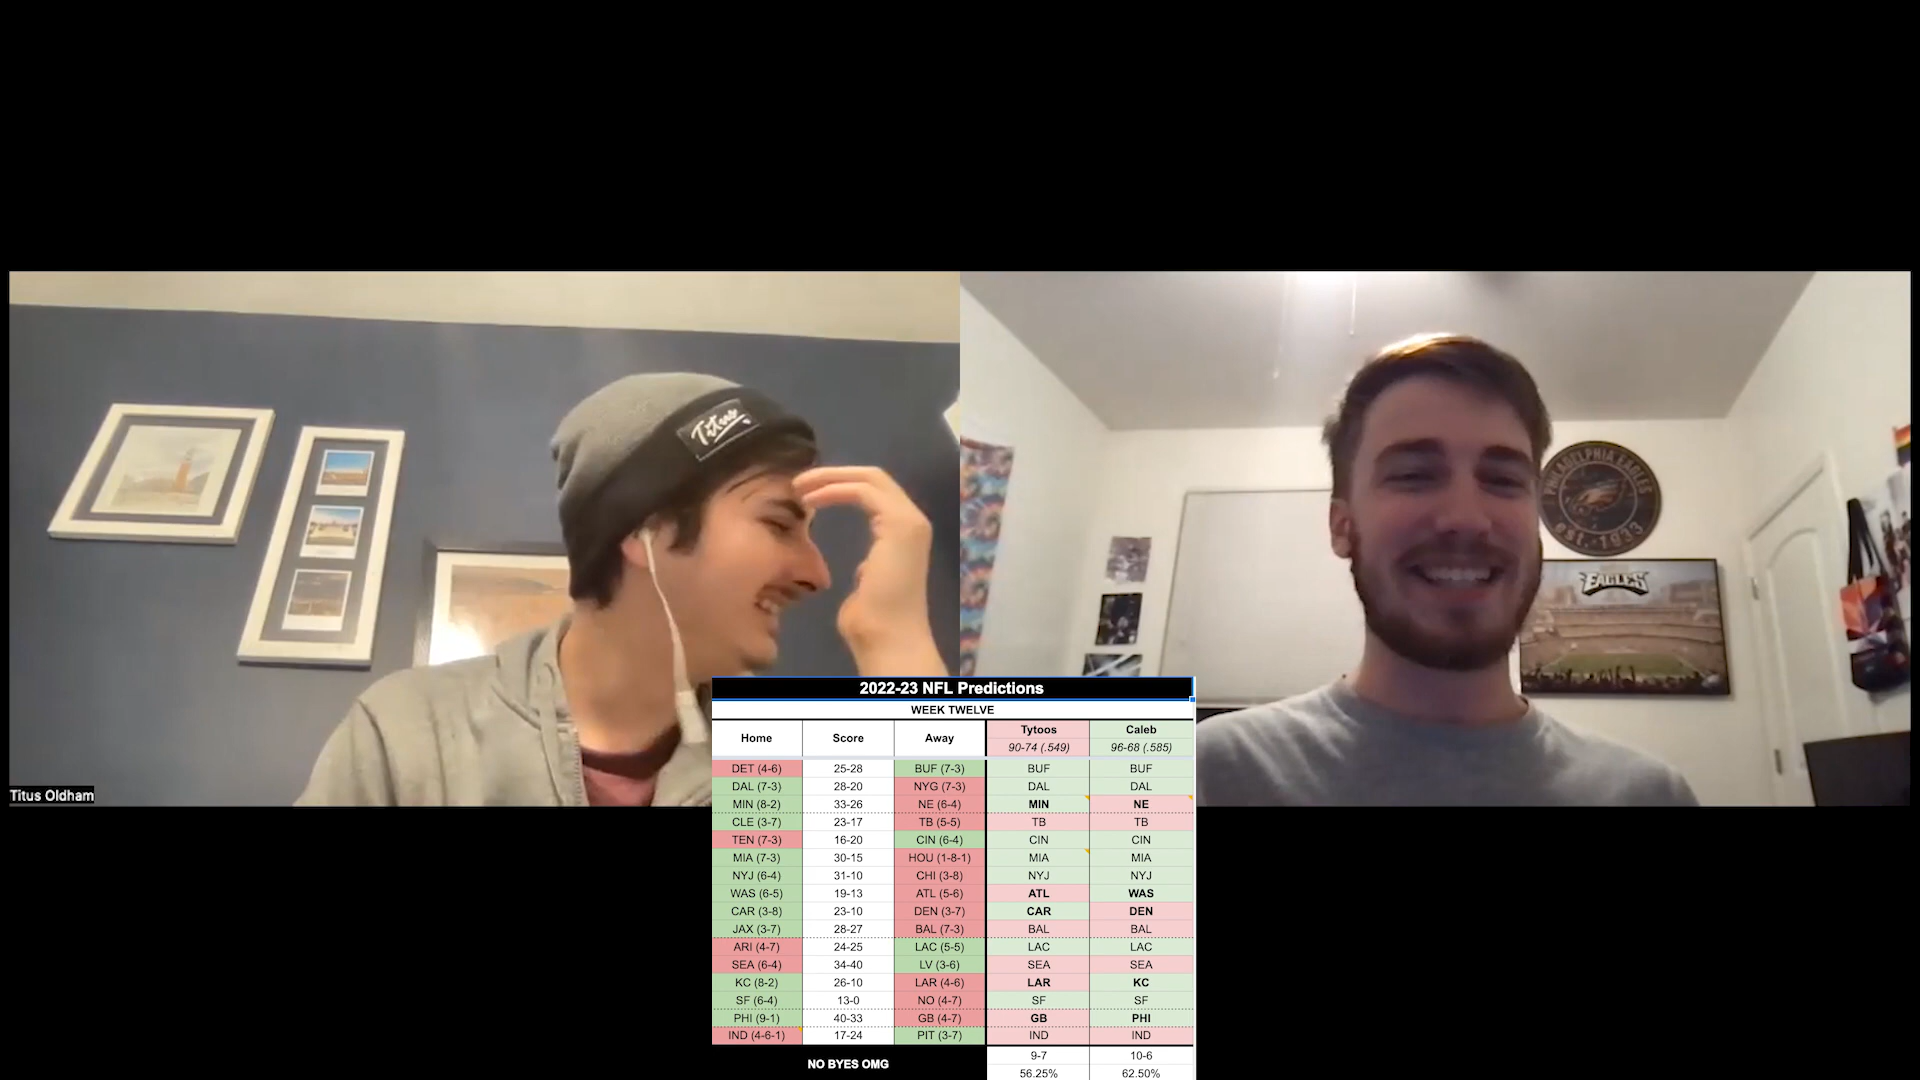 Titus
PHILADELPHIA EAGLES
est. 1933
EAGLES
Titus Oldham
2022-23 NFL Predictions
WEEK TWELVE
Home Score Away Tytoos Caleb
90-74 (.549) 96-68 (.585)
DET (4-6) 25-28 BUF (7-3) BUF BUF
DAL (7-3) 28-20 NYG (7-3) DAL DAL
MIN (8-2) 33-26 NE (6-4) MIN NE
CLE (3-7) 23-17 TB (5-5) TB TB
TEN (7-3) 16-20 CIN (6-4) CIN CIN
MIA (7-3) 30-15 HOU (1-8-1) MIA MIA
NYJ (6-4) 31-10 CHI (3-8) NYJ NYJ
WAS (6-5) 19-13 ATL (5-6) ATL WAS
CAR (3-8) 23-10 DEN (3-7) CAR DEN
JAX (3-7) 28-27 BAL (7-3) BAL BAL
ARI (4-7) 24-25 LAC (5-5) LAC LAC
SEA (6-4) 34-40 LV (3-6) SEA SEA
KC (8-2) 26-10 LAR (4-6) LAR KC
SF (6-4) 13-0 NO (4-7) SF SF
PHI (9-1) 40-33 GB (4-7) GB PHI
IND (4-6-1) 17-24 PIT (3-7) IND IND
NO BYES OMG
9-7 10-6
56.25% 62.50%